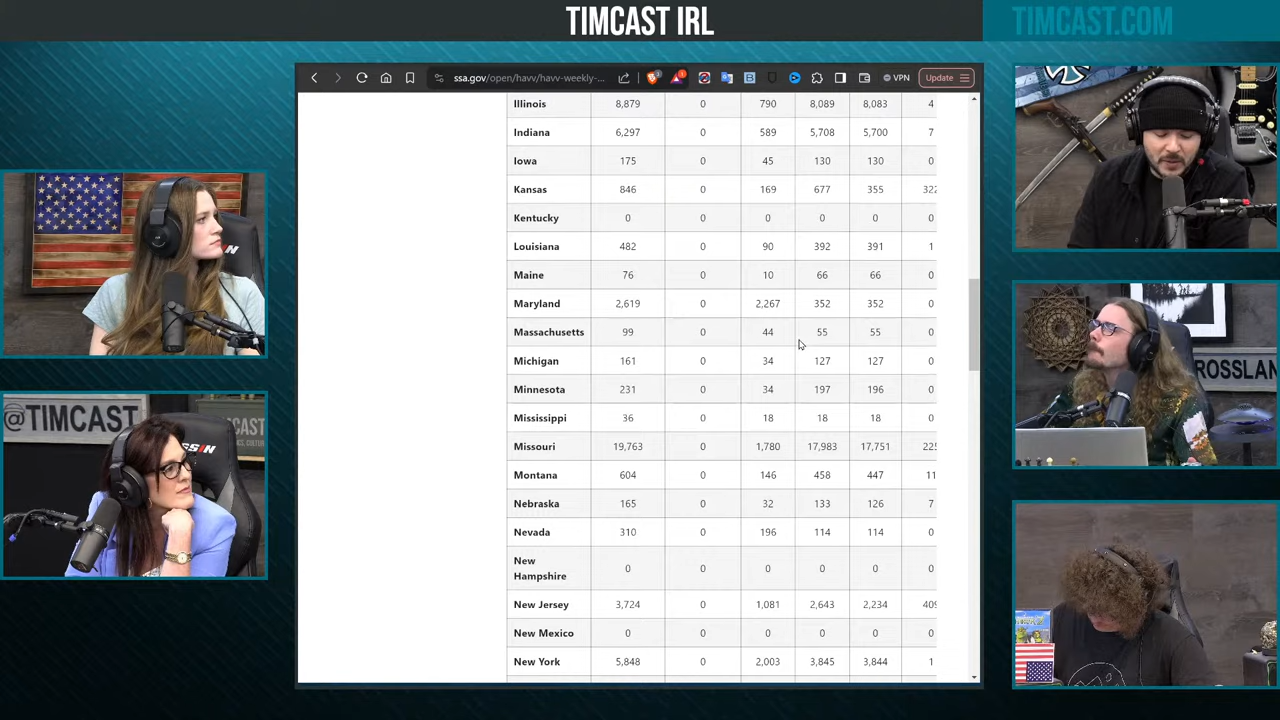 TIMCAST IRL
TIMCAST.COM
ssa.gov/open/havv/havv-weekly-...
VPN
Update
Illinois 8,879 0 790 8,089 8,083 4
Indiana 6,297 0 589 5,708 5,700 7
Iowa 175 0 45 130 130 0
Kansas 846 0 169 677 355 322
Kentucky 0 0 0 0 0 0
Louisiana 482 0 90 392 391 1
Maine 76 0 10 66 66 0
Maryland 2,619 0 2,267 352 352 0
Massachusetts 99 0 44 55 55 0
Michigan 161 0 34 127 127 0
Minnesota 231 0 34 197 196 0
Mississippi 36 0 18 18 18 0
Missouri 19,763 0 1,780 17,983 17,751 225
Montana 604 0 146 458 447 11
Nebraska 165 0 32 133 126 7
Nevada 310 0 196 114 114 0
New
Hampshire 0 0 0 0 0 0
New Jersey 3,724 0 1,081 2,643 2,234 409
New Mexico 0 0 0 0 0 0
New York 5,848 0 2,003 3,845 3,844 1
@TIMCAST
TIMCAST
ROSSLAN